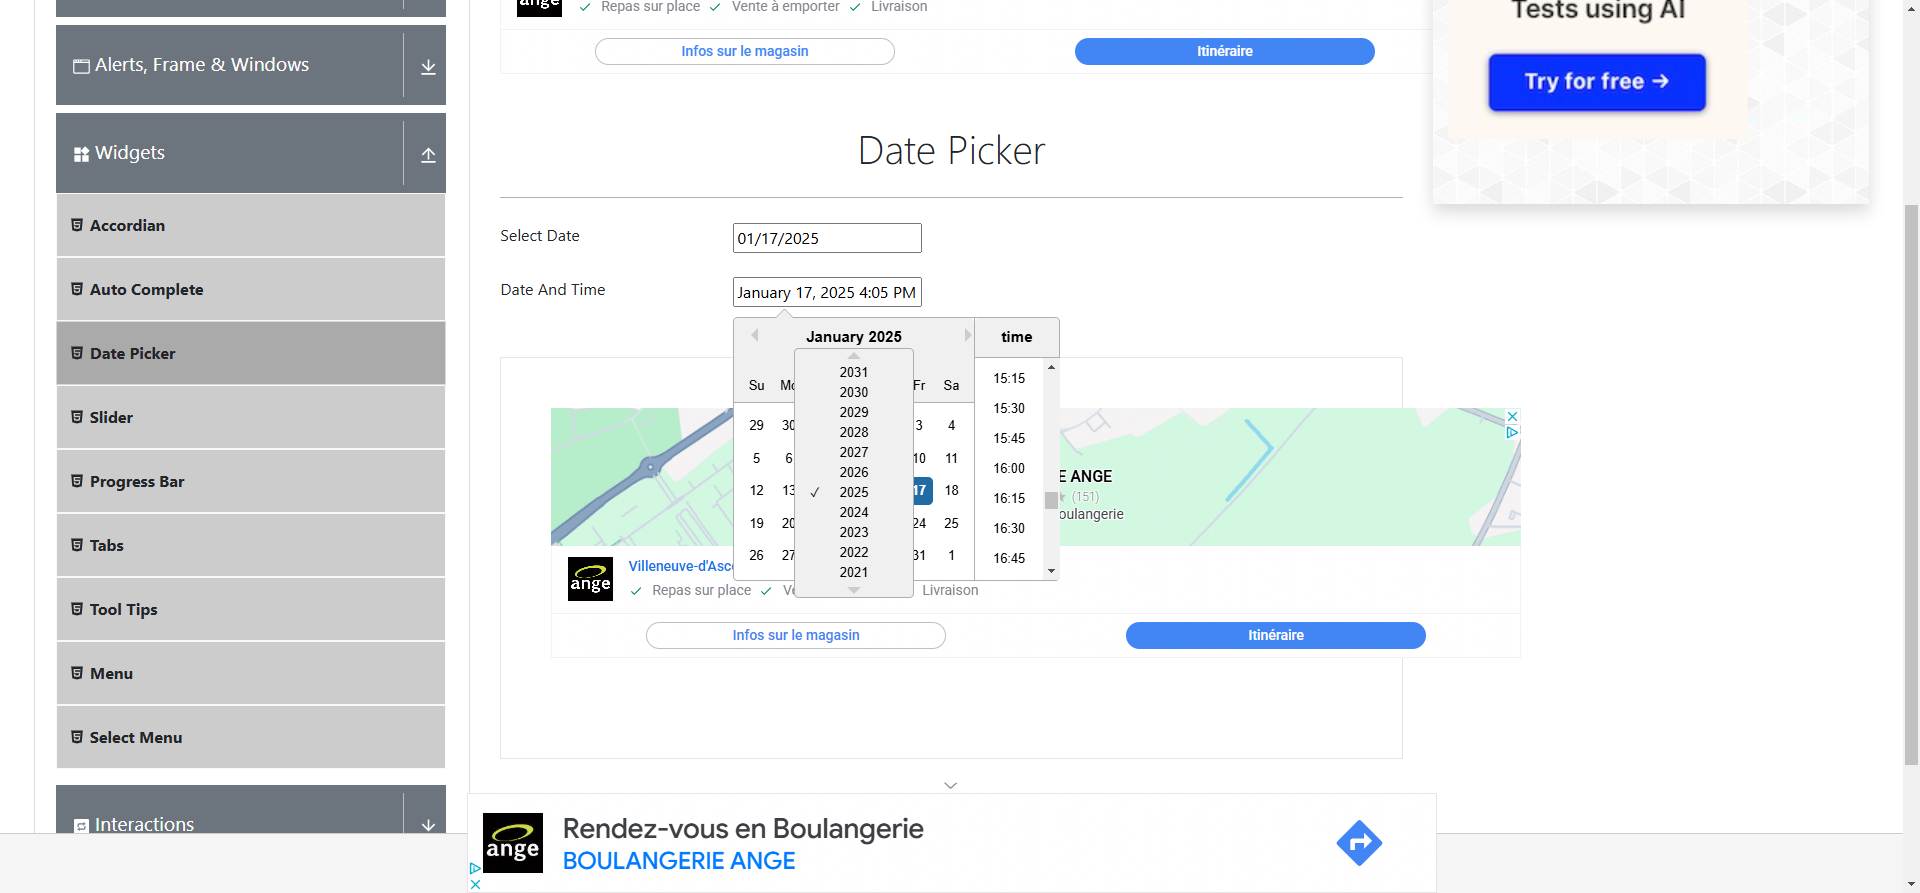 ange
Repas sur place
Vente à emporter
Livraison
Infos sur le magasin
Itinéraire
Tests using AI
Try for free →
Alerts, Frame & Windows
Widgets
Accordian
Auto Complete
Date Picker
Slider
Progress Bar
Tabs
Tool Tips
Menu
Select Menu
Interactions
Date Picker
Select Date
01/17/2025
Date And Time
January 17, 2025 4:05 PM
January 2025
2031
2030
2029
2028
2027
2026
✓ 2025
2024
2023
2022
2021
Su Mo Fr Sa
29 30 3 4
5 6 10 11
12 13 17 18
19 20 24 25
26 27 31 1
time
15:15
15:30
15:45
16:00
16:15
16:30
16:45
E ANGE
(151)
oulangerie
ange
Villeneuve-d'Asc
Repas sur place
Ve
Livraison
Infos sur le magasin
Itinéraire
ange
Rendez-vous en Boulangerie
BOULANGERIE ANGE